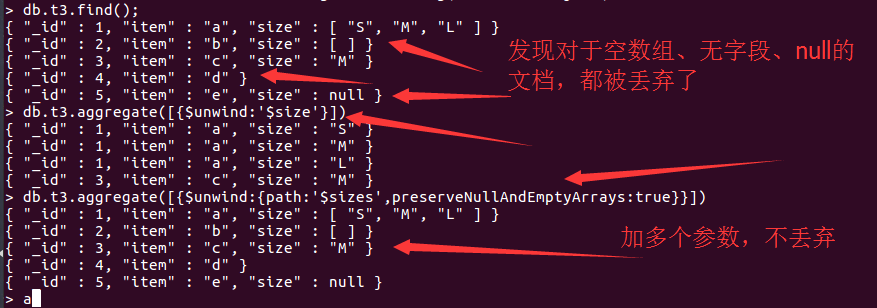 > db.t3.find();
{ "_id" : 1, "item" : "a", "size" : [ "S", "M", "L" ] }
{ "_id" : 2, "item" : "b", "size" : [ ] }
{ "_id" : 3, "item" : "c", "size" : "M" }
{ "_id" : 4, "item" : "d" }
{ "_id" : 5, "item" : "e", "size" : null }
发现对于空数组、无字段、null的
文档，都被丢弃了
> db.t3.aggregate([{$unwind:'$size'}])
{ "_id" : 1, "item" : "a", "size" : "S" }
{ "_id" : 1, "item" : "a", "size" : "M" }
{ "_id" : 1, "item" : "a", "size" : "L" }
{ "_id" : 3, "item" : "c", "size" : "M" }
> db.t3.aggregate([{$unwind:{path:'$sizes',preserveNullAndEmptyArrays:true}}])
{ "_id" : 1, "item" : "a", "size" : [ "S", "M", "L" ] }
{ "_id" : 2, "item" : "b", "size" : [ ] }
{ "_id" : 3, "item" : "c", "size" : "M" }
{ "_id" : 4, "item" : "d" }
{ "_id" : 5, "item" : "e", "size" : null }
加多个参数，不丢弃
> a